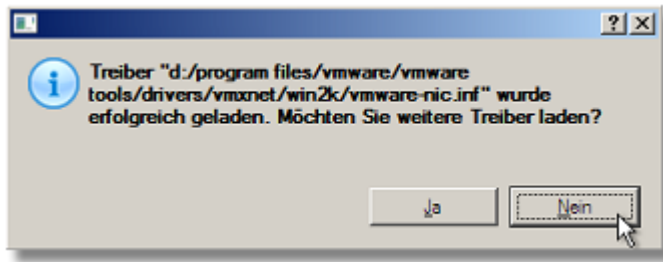 Treiber "d:/program files/vmware/vmware
tools/drivers/vmxnet/win2k/vmware-nic.inf" wurde
erfolgreich geladen. Möchten Sie weitere Treiber laden?
Ja
Nein